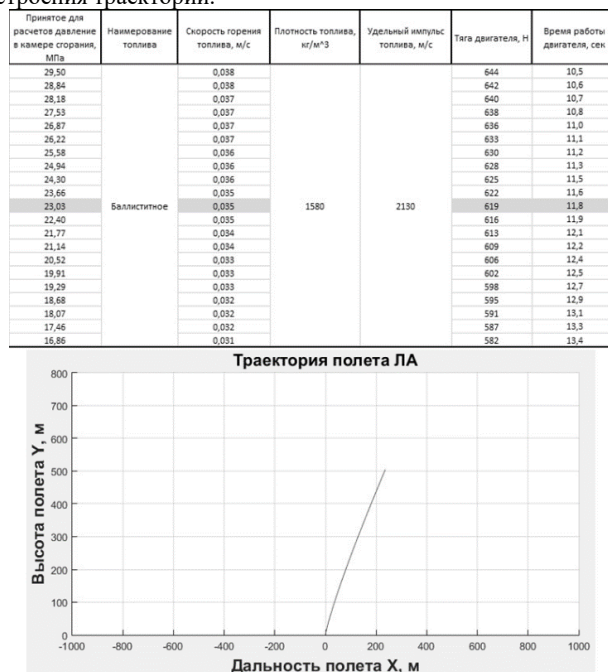 строения траектории.
Принятое для расчетов давление в камере сгорания, МПа | Наименование топлива | Скорость горения топлива, м/с | Плотность топлива, кг/м^3 | Удельный импульс топлива, м/с | Тяга двигателя, Н | Время работы двигателя, сек
29,50 0,038 644 10,5
28,84 0,038 642 10,6
28,18 0,037 640 10,7
27,53 0,037 638 10,8
26,87 0,037 636 11,0
26,22 0,037 633 11,1
25,58 0,036 630 11,2
24,94 0,036 628 11,3
24,30 0,036 625 11,5
23,66 0,035 622 11,6
23,03 Баллиститное 0,035 1580 2130 619 11,8
22,40 0,035 616 11,9
21,77 0,034 613 12,1
21,14 0,034 609 12,2
20,52 0,033 606 12,4
19,91 0,033 602 12,5
19,29 0,033 598 12,7
18,68 0,032 595 12,9
18,07 0,032 591 13,1
17,46 0,032 587 13,3
16,86 0,031 582 13,4
Траектория полета ЛА
Высота полета Y, м
800
700
600
500
400
300
200
100
0
-1000 -800 -600 -400 -200 0 200 400 600 800 1000
Дальность полета X, м